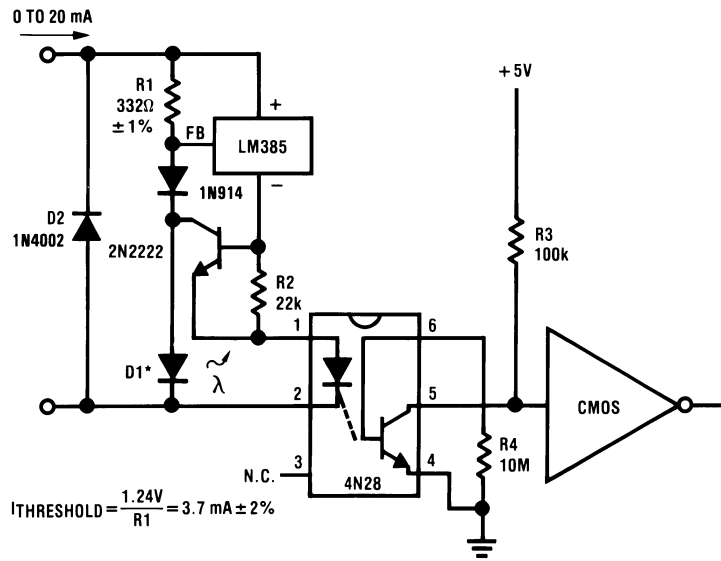 0 TO 20 mA
+5V
R1
332Ω
±1%
FB
+
LM385
−
1N914
D2
1N4002
2N2222
R2
22k
R3
100k
1
6
D1*
λ
2
5
CMOS
3
4
N.C.
4N28
R4
10M
ITHRESHOLD = 1.24V / R1 = 3.7 mA ± 2%